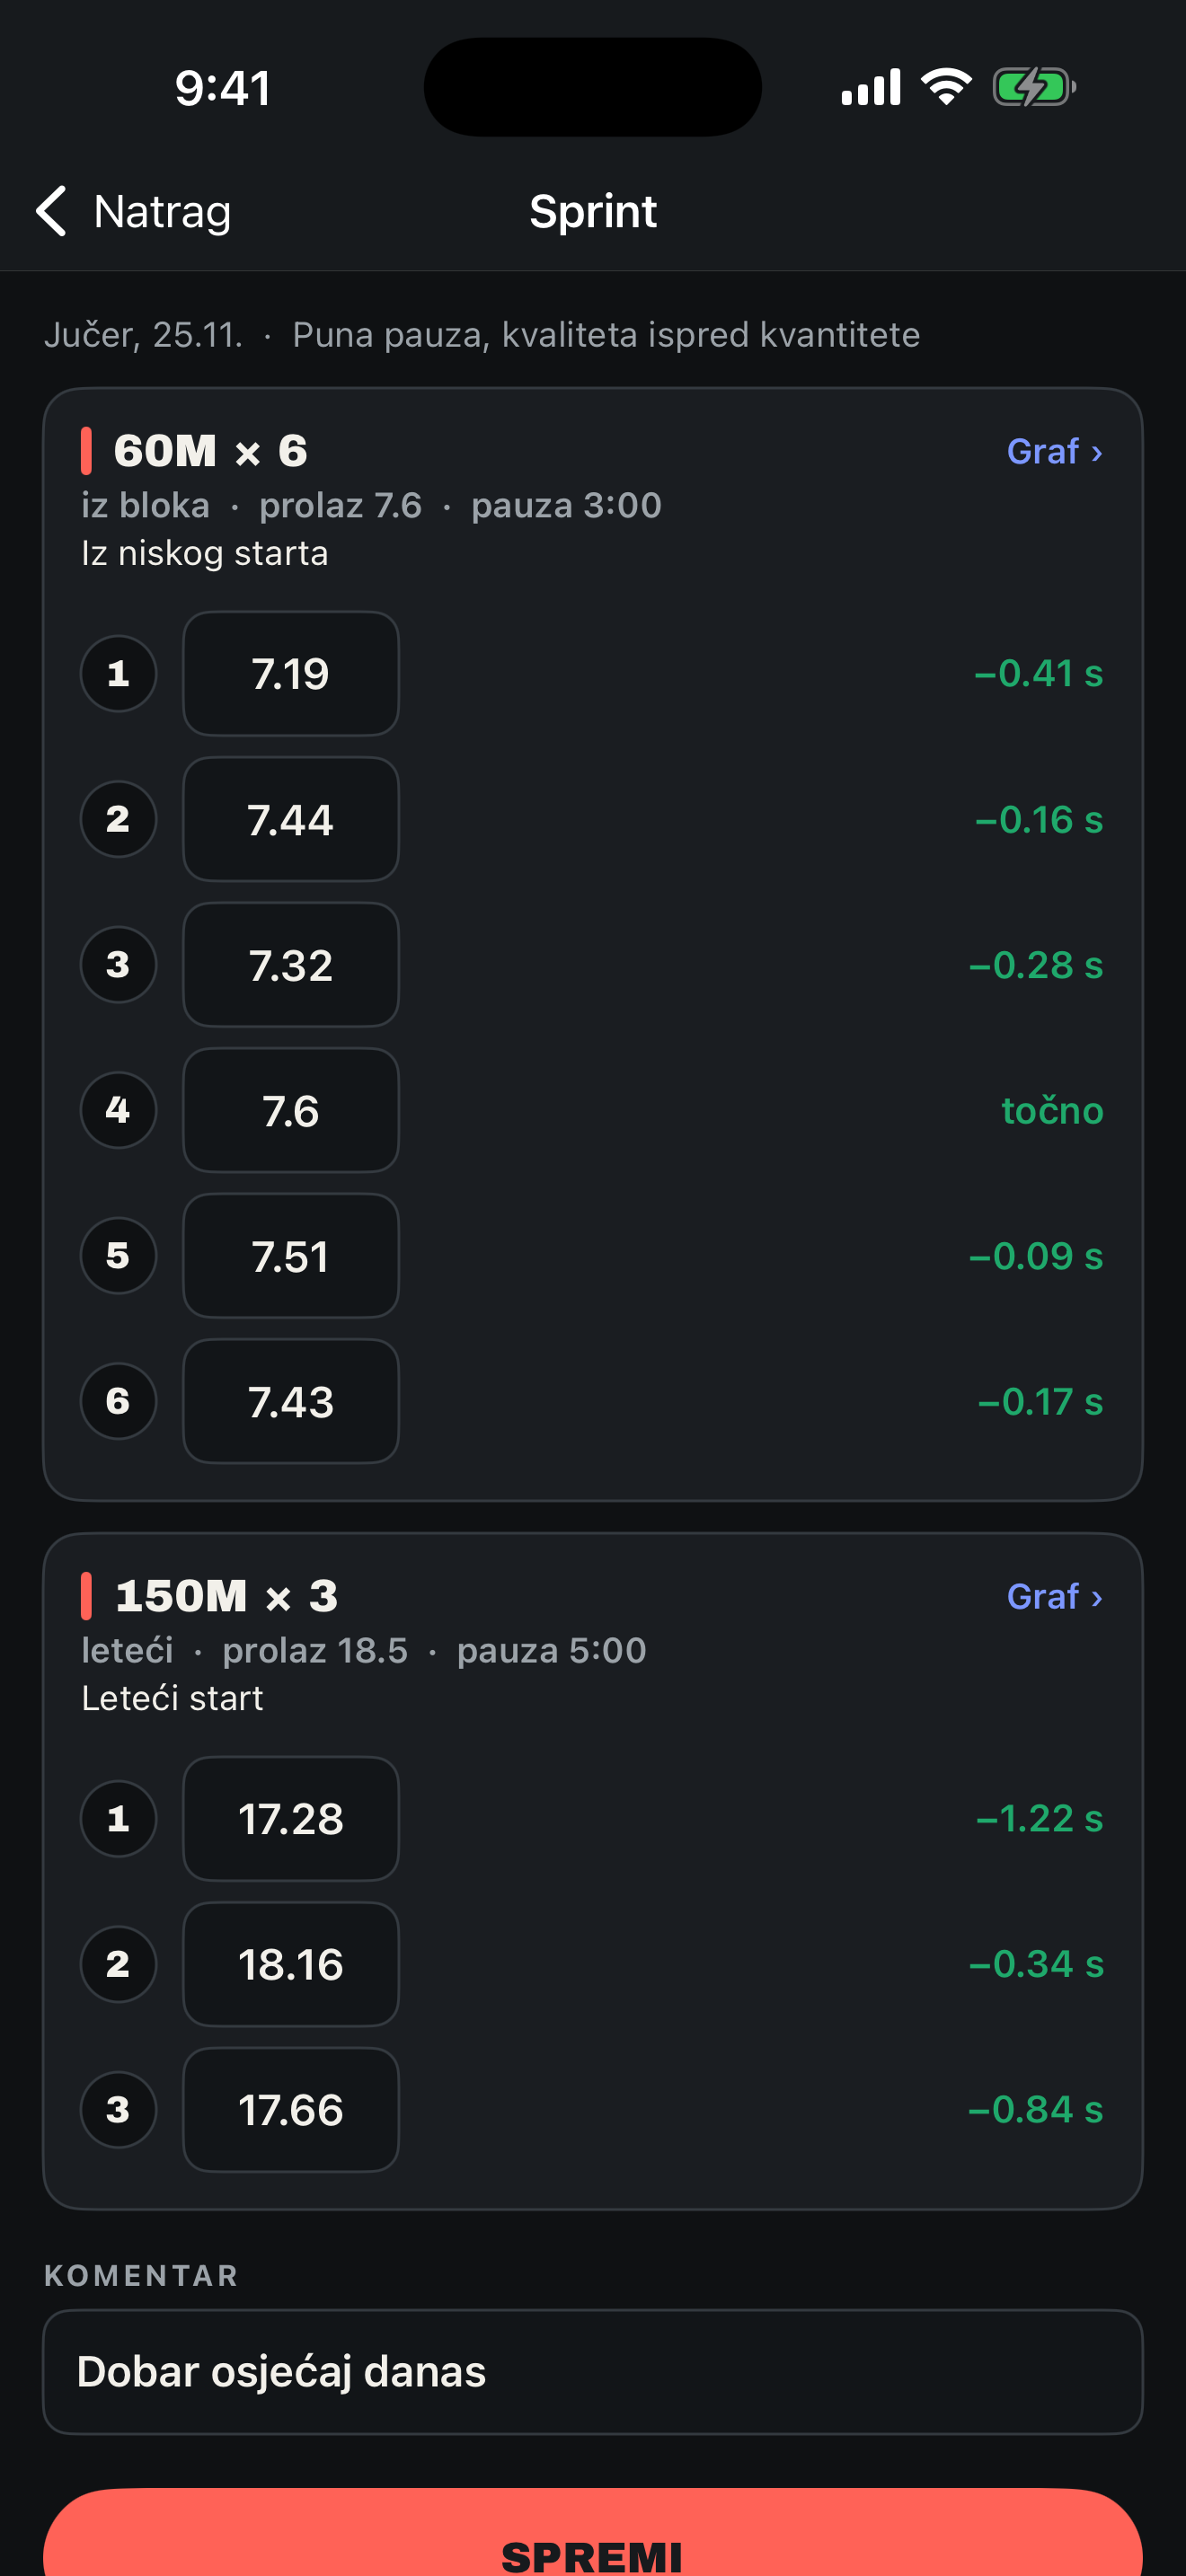 9:41
Natrag
Sprint
Jučer, 25.11. · Puna pauza, kvaliteta ispred kvantitete
60M × 6
Graf ›
iz bloka · prolaz 7.6 · pauza 3:00
Iz niskog starta
1 7.19 −0.41 s
2 7.44 −0.16 s
3 7.32 −0.28 s
4 7.6 točno
5 7.51 −0.09 s
6 7.43 −0.17 s
150M × 3
Graf ›
leteći · prolaz 18.5 · pauza 5:00
Leteći start
1 17.28 −1.22 s
2 18.16 −0.34 s
3 17.66 −0.84 s
KOMENTAR
Dobar osjećaj danas
SPREMI